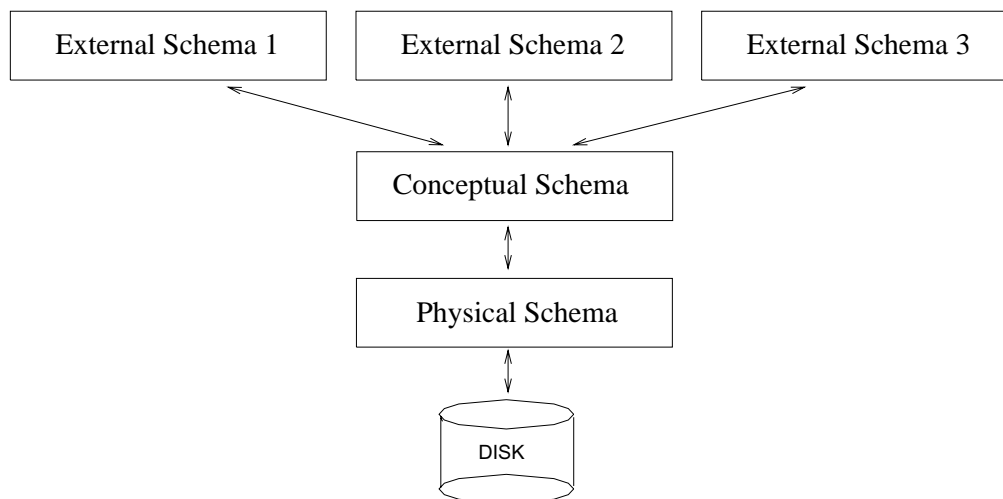 External Schema 1
External Schema 2
External Schema 3
Conceptual Schema
Physical Schema
DISK